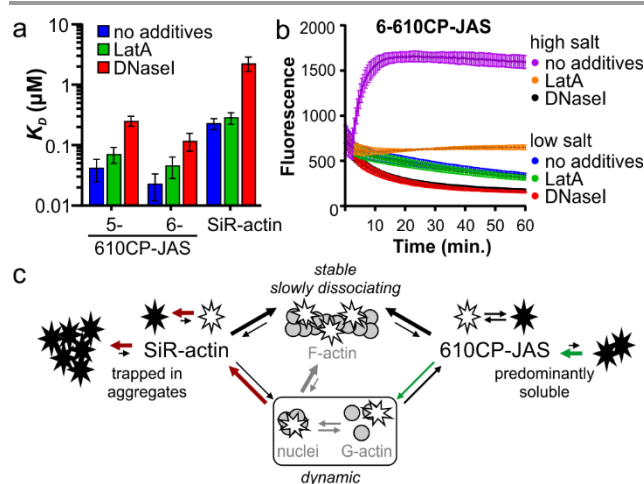 a
K_D (µM)
10
1
0.1
0.01
no additives
LatA
DNaseI
5-
6-
610CP-JAS
SiR-actin
b
6-610CP-JAS
Fluorescence
2000
1500
1000
500
0
10 20 30 40 50 60
Time (min.)
high salt
no additives
LatA
DNaseI
low salt
no additives
LatA
DNaseI
c
stable
slowly dissociating
F-actin
SiR-actin
trapped in
aggregates
610CP-JAS
predominantly
soluble
nuclei
G-actin
dynamic